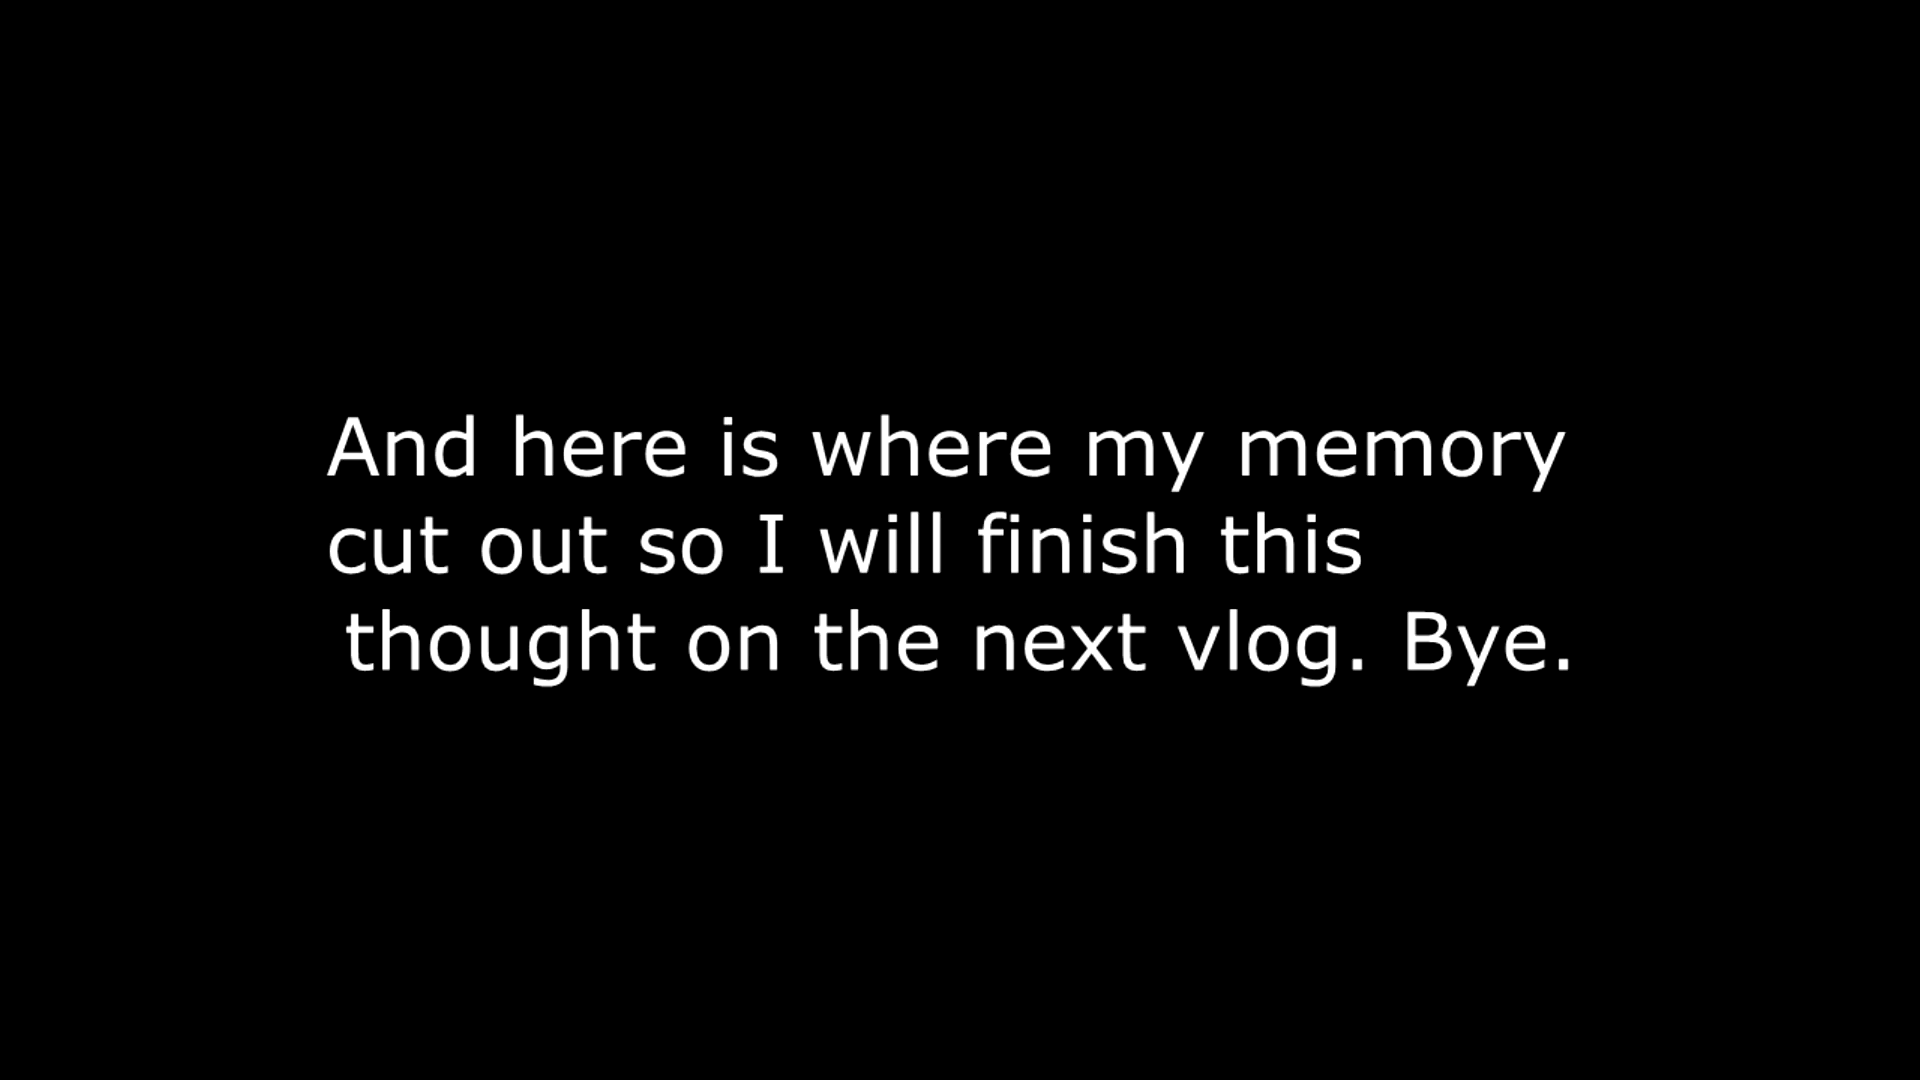 And here is where my memory
cut out so I will finish this
thought on the next vlog. Bye.